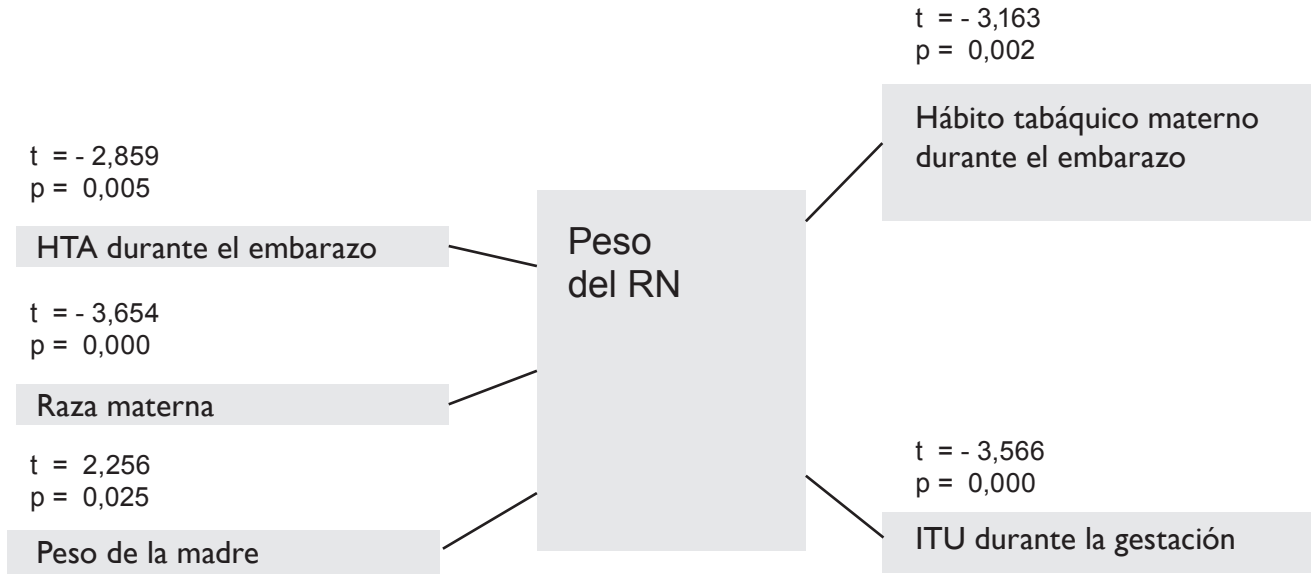 t = - 2,859
p = 0,005
HTA durante el embarazo
t = - 3,654
p = 0,000
Raza materna
t = 2,256
p = 0,025
Peso de la madre
Peso
del RN
t = - 3,163
p = 0,002
Hábito tabáquico materno
durante el embarazo
t = - 3,566
p = 0,000
ITU durante la gestación